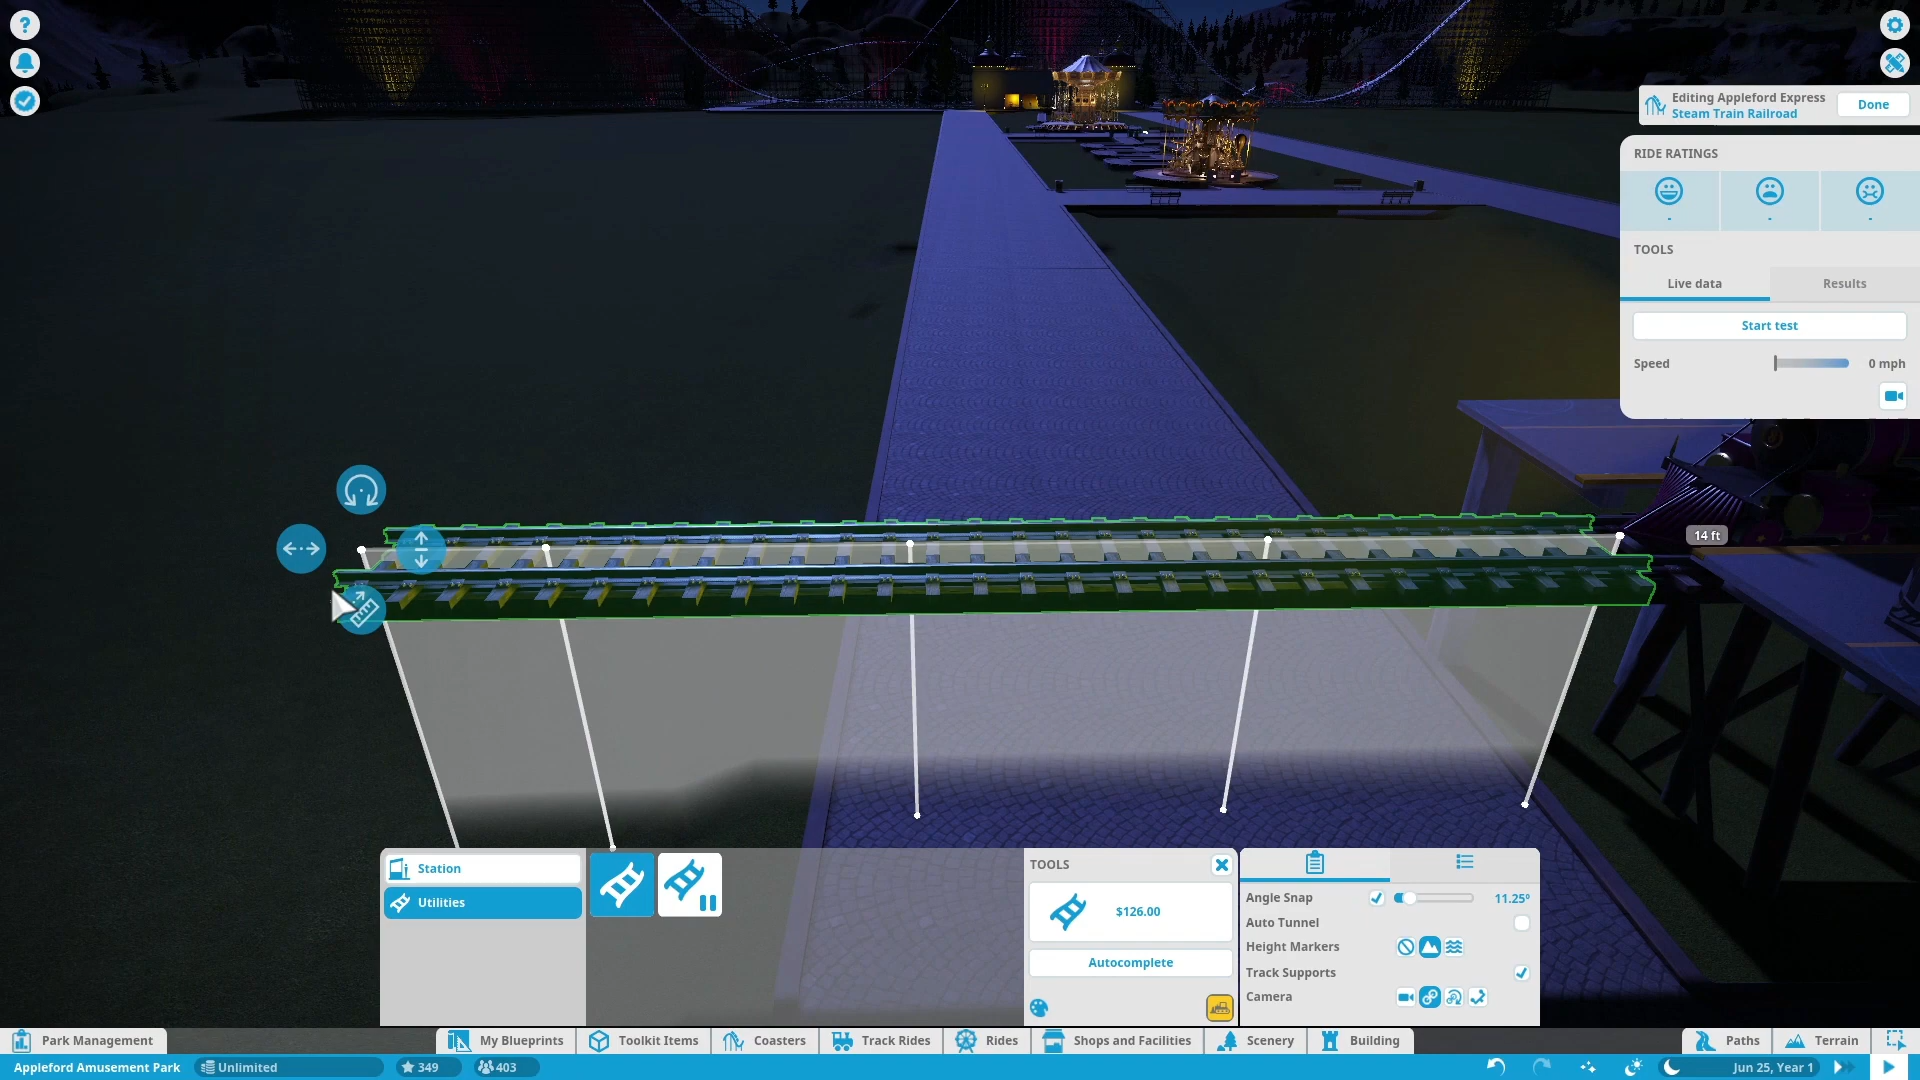 ?
Editing Appleford Express
Steam Train Railroad
Done
RIDE RATINGS
- - -
TOOLS
Live data
Results
Start test
Speed
0 mph
14 ft
Station
Utilities
TOOLS
$126.00
Autocomplete
Angle Snap
11.25°
Auto Tunnel
Height Markers
Track Supports
Camera
Park Management
My Blueprints
Toolkit Items
Coasters
Track Rides
Rides
Shops and Facilities
Scenery
Building
Paths
Terrain
Appleford Amusement Park
Unlimited
349
403
Jun 25, Year 1